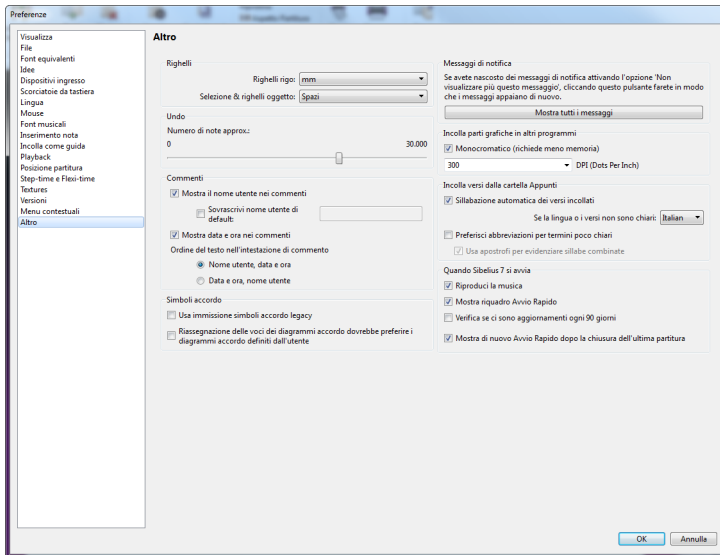 Preferenze
Visualizza
File
Font equivalenti
Idee
Dispositivi ingresso
Scorciatoie da tastiera
Lingua
Mouse
Font musicali
Inserimento nota
Incolla come guida
Playback
Posizione partitura
Step-time e Flexi-time
Textures
Versioni
Menu contestuali
Altro
Altro
Righelli
Righelli rigo: mm
Selezione & righelli oggetto: Spazi
Undo
Numero di note approx.:
0 30.000
Commenti
Mostra il nome utente nei commenti
Sovrascrivi nome utente di
default:
Mostra data e ora nei commenti
Ordine del testo nell'intestazione di commento
Nome utente, data e ora
Data e ora, nome utente
Simboli accordo
Usa immissione simboli accordo legacy
Riassegnazione delle voci dei diagrammi accordo dovrebbe preferire i
diagrammi accordo definiti dall'utente
Messaggi di notifica
Se avete nascosto dei messaggi di notifica attivando l'opzione 'Non
visualizzare più questo messaggio', cliccando questo pulsante farete in modo
che i messaggi appaiano di nuovo.
Mostra tutti i messaggi
Incolla parti grafiche in altri programmi
Monocromatico (richiede meno memoria)
300 DPI (Dots Per Inch)
Incolla versi dalla cartella Appunti
Sillabazione automatica dei versi incollati
Se la lingua o i versi non sono chiari: Italian
Preferisci abbreviazioni per termini poco chiari
Usa apostrofi per evidenziare sillabe combinate
Quando Sibelius 7 si avvia
Riproduci la musica
Mostra riquadro Avvio Rapido
Verifica se ci sono aggiornamenti ogni 90 giorni
Mostra di nuovo Avvio Rapido dopo la chiusura dell'ultima partitura
OK Annulla